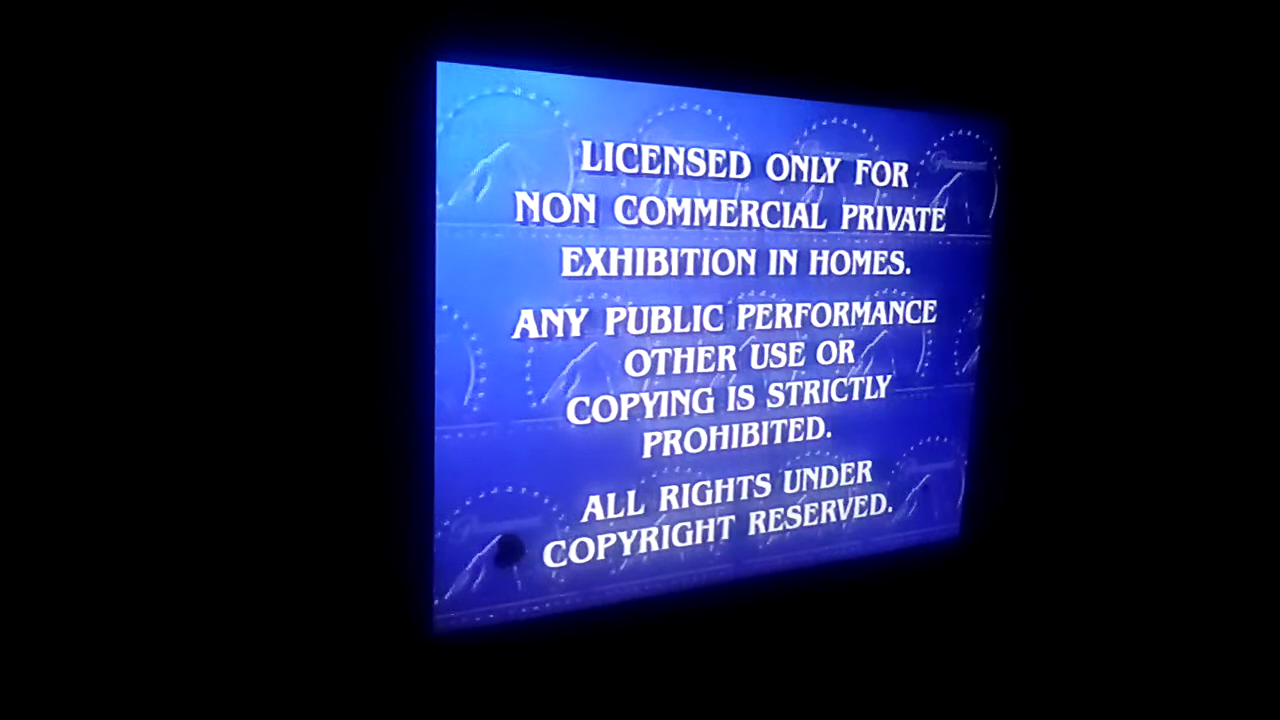 LICENSED ONLY FOR
NON COMMERCIAL PRIVATE
EXHIBITION IN HOMES.
ANY PUBLIC PERFORMANCE
OTHER USE OR
COPYING IS STRICTLY
PROHIBITED.
ALL RIGHTS UNDER
COPYRIGHT RESERVED.